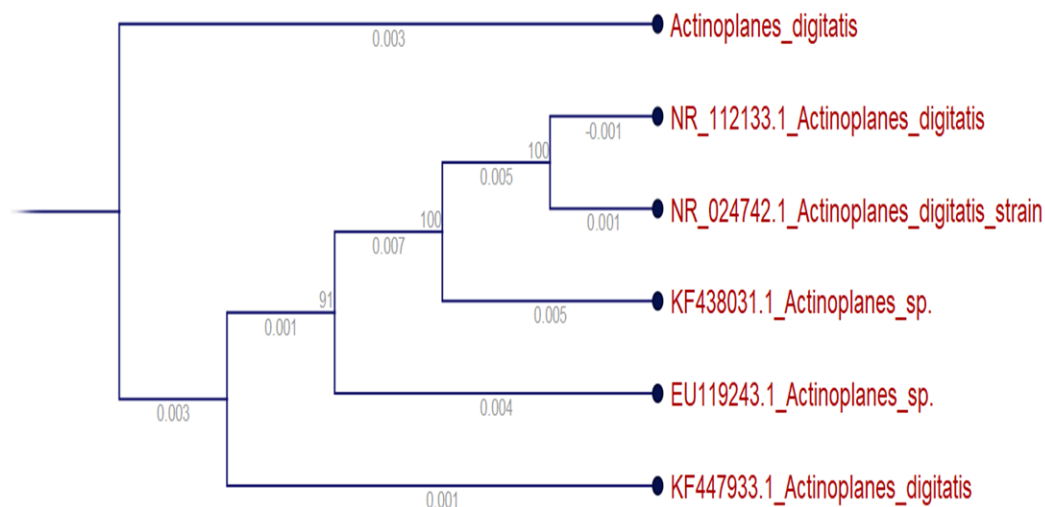 Actinoplanes_digitatis
0.003
NR_112133.1_Actinoplanes_digitatis
-0.001
100
0.005
NR_024742.1_Actinoplanes_digitatis_strain
0.001
100
0.007
KF438031.1_Actinoplanes_sp.
0.005
91
0.001
EU119243.1_Actinoplanes_sp.
0.004
0.003
KF447933.1_Actinoplanes_digitatis
0.001